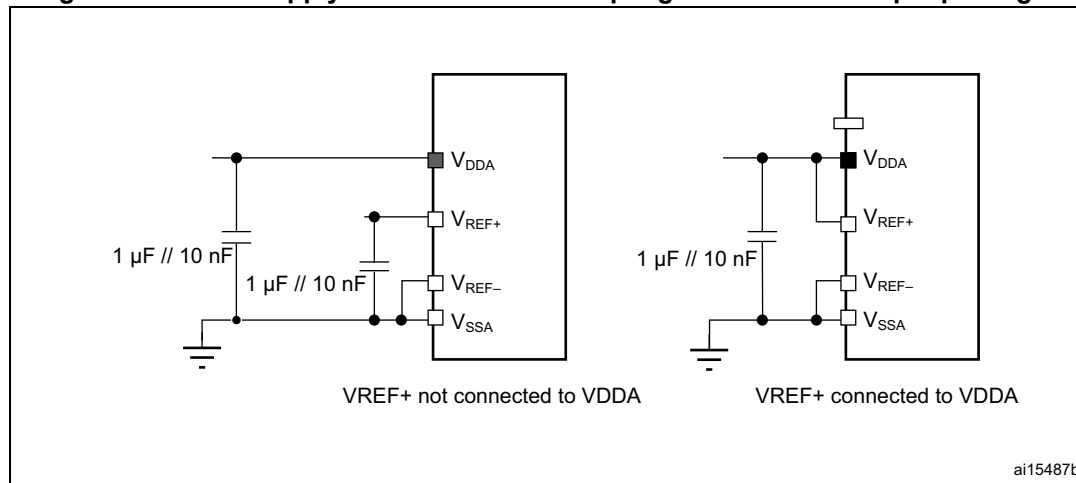 VDDA
VREF+
VREF–
VSSA
1 µF // 10 nF
1 µF // 10 nF
VREF+ not connected to VDDA
VDDA
VREF+
VREF–
VSSA
1 µF // 10 nF
VREF+ connected to VDDA
ai15487b